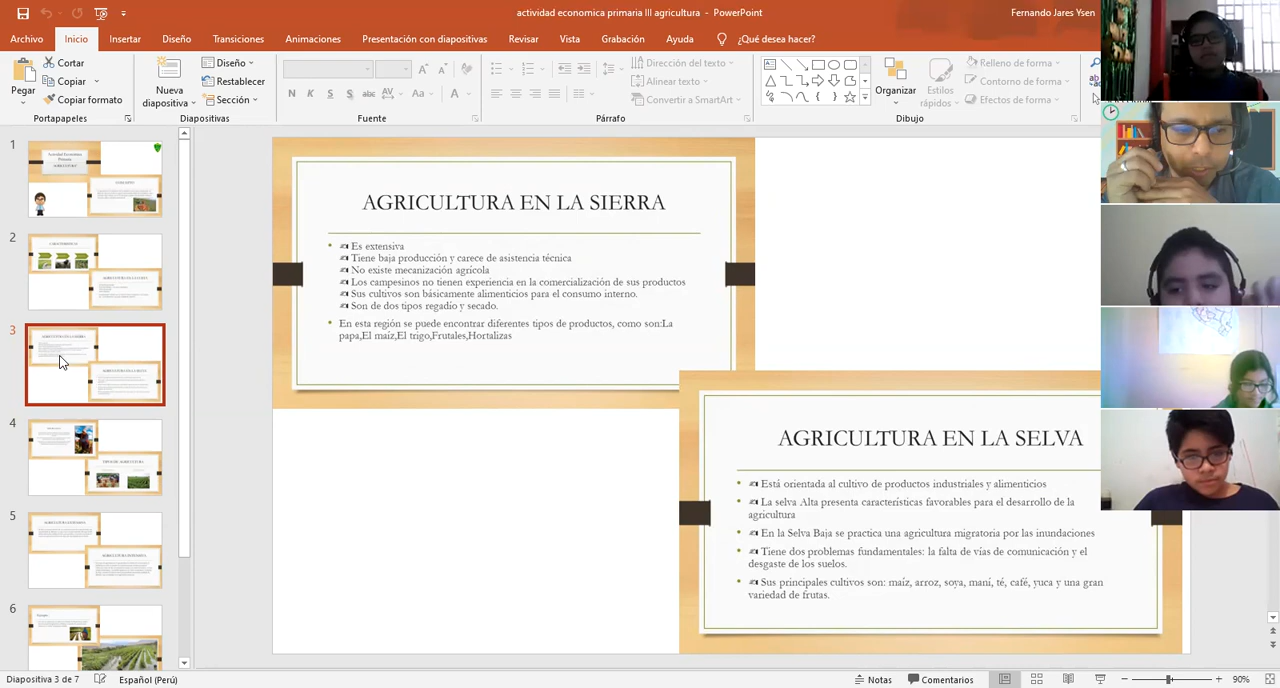 actividad economica primaria III agricultura - PowerPoint
Fernando Jares Ysen
Archivo Inicio Insertar Diseño Transiciones Animaciones Presentación con diapositivas Revisar Vista Grabación Ayuda ¿Qué desea hacer?
Pegar
Cortar
Copiar
Copiar formato
Portapapeles
Nueva
diapositiva
Diseño
Restablecer
Sección
Diapositivas
N K S S abc AV Aa A
Fuente
Dirección del texto
Alinear texto
Convertir a SmartArt
Párrafo
Organizar
Estilos
rápidos
Relleno de forma
Contorno de forma
Efectos de forma
Dibujo
1
2
3
4
5
6
AGRICULTURA EN LA SIERRA
Es extensiva
Tiene baja producción y carece de asistencia técnica
No existe mecanización agrícola
Los campesinos no tienen experiencia en la comercialización de sus productos
Sus cultivos son básicamente alimenticios para el consumo interno.
Son de dos tipos regadío y secado.
En esta región se puede encontrar diferentes tipos de productos, como son:La
papa,El maíz,El trigo,Frutales,Hortalizas
AGRICULTURA EN LA SELVA
Está orientada al cultivo de productos industriales y alimenticios
La selva Alta presenta características favorables para el desarrollo de la
agricultura
En la Selva Baja se practica una agricultura migratoria por las inundaciones
Tiene dos problemas fundamentales: la falta de vías de comunicación y el
desgaste de los suelos.
Sus principales cultivos son: maíz, arroz, soya, maní, té, café, yuca y una gran
variedad de frutas.
Diapositiva 3 de 7 Español (Perú) Notas Comentarios 90%